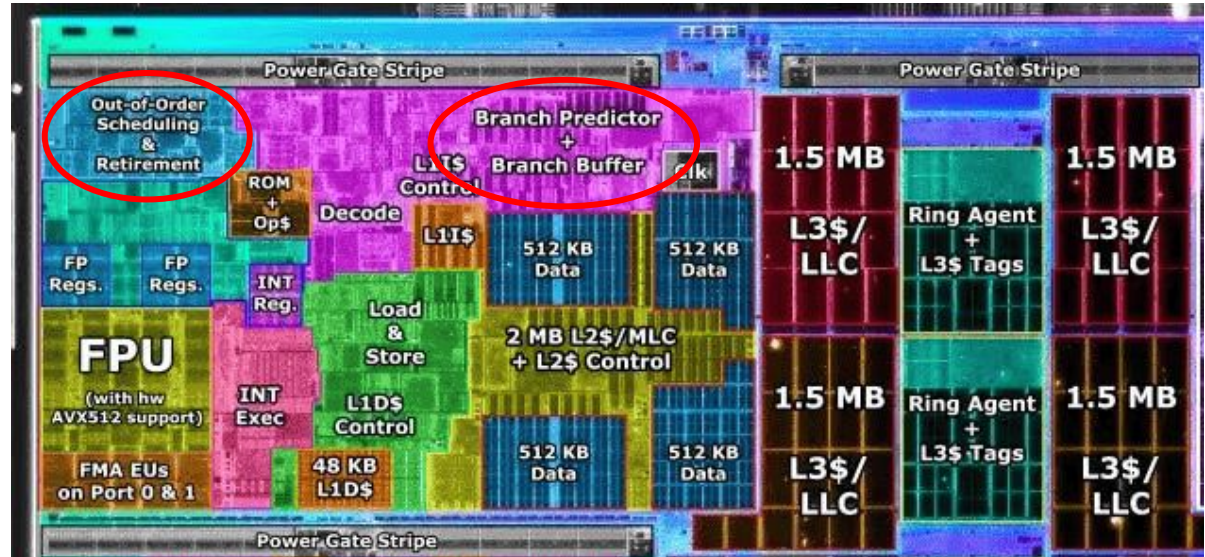 Power Gate Stripe
Power Gate Stripe
Out-of-Order
Scheduling
&
Retirement
Branch Predictor
+
Branch Buffer
Clk
L1I$
Control
ROM
+
Op$
Decode
L1I$
FP
Regs.
FP
Regs.
INT
Reg.
512 KB
Data
512 KB
Data
Load
&
Store
2 MB L2$/MLC
+ L2$ Control
FPU
(with hw
AVX512 support)
INT
Exec
L1D$
Control
FMA EUs
on Port 0 & 1
48 KB
L1D$
512 KB
Data
512 KB
Data
1.5 MB
L3$/
LLC
Ring Agent
+
L3$ Tags
1.5 MB
L3$/
LLC
1.5 MB
L3$/
LLC
Ring Agent
+
L3$ Tags
1.5 MB
L3$/
LLC
Power Gate Stripe